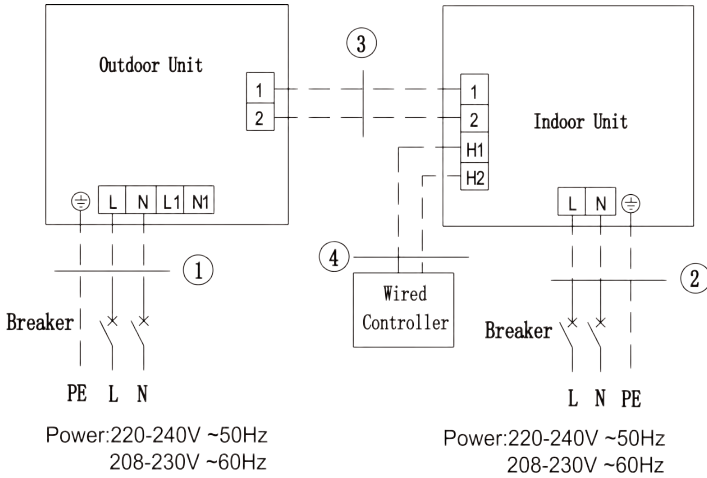 ③
Outdoor Unit
1
2
1
2
H1
H2
Indoor Unit
L N L1 N1
L N
①
④
②
Wired
Controller
Breaker
Breaker
PE L N
L N PE
Power:220-240V ~50Hz
208-230V ~60Hz
Power:220-240V ~50Hz
208-230V ~60Hz